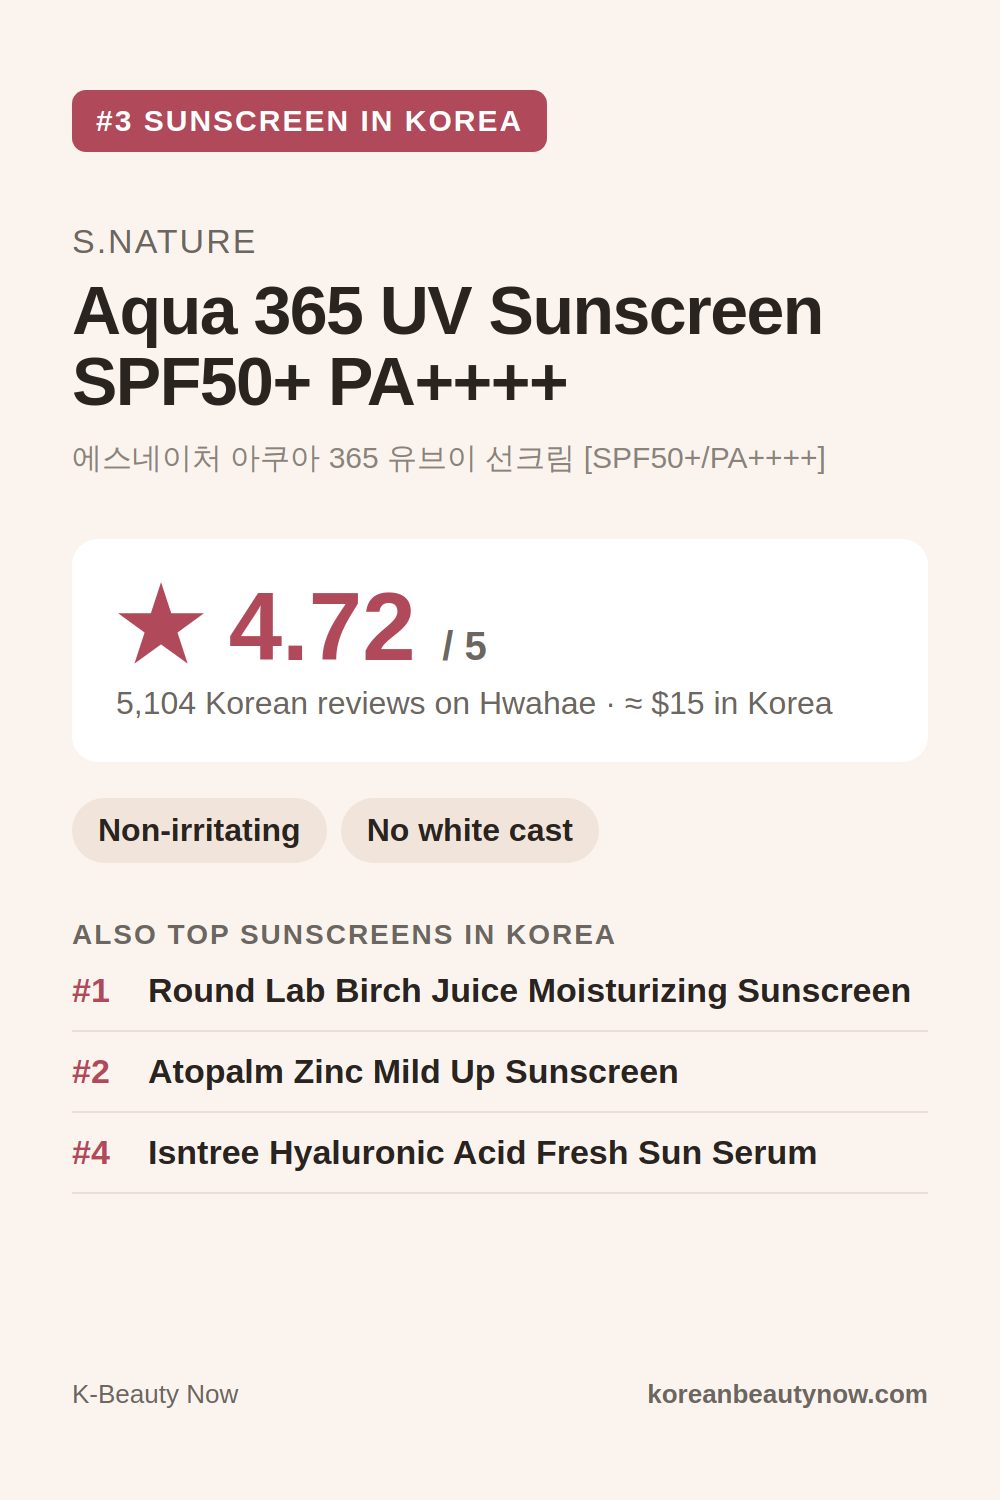 #3 SUNSCREEN IN KOREA
S.NATURE
Aqua 365 UV Sunscreen
SPF50+ PA++++
에스네이처 아쿠아 365 유브이 선크림 [SPF50+/PA++++]
★ 4.72 / 5
5,104 Korean reviews on Hwahae · ≈ $15 in Korea
Non-irritating No white cast
ALSO TOP SUNSCREENS IN KOREA
#1 Round Lab Birch Juice Moisturizing Sunscreen
#2 Atopalm Zinc Mild Up Sunscreen
#4 Isntree Hyaluronic Acid Fresh Sun Serum
K-Beauty Now koreanbeautynow.com